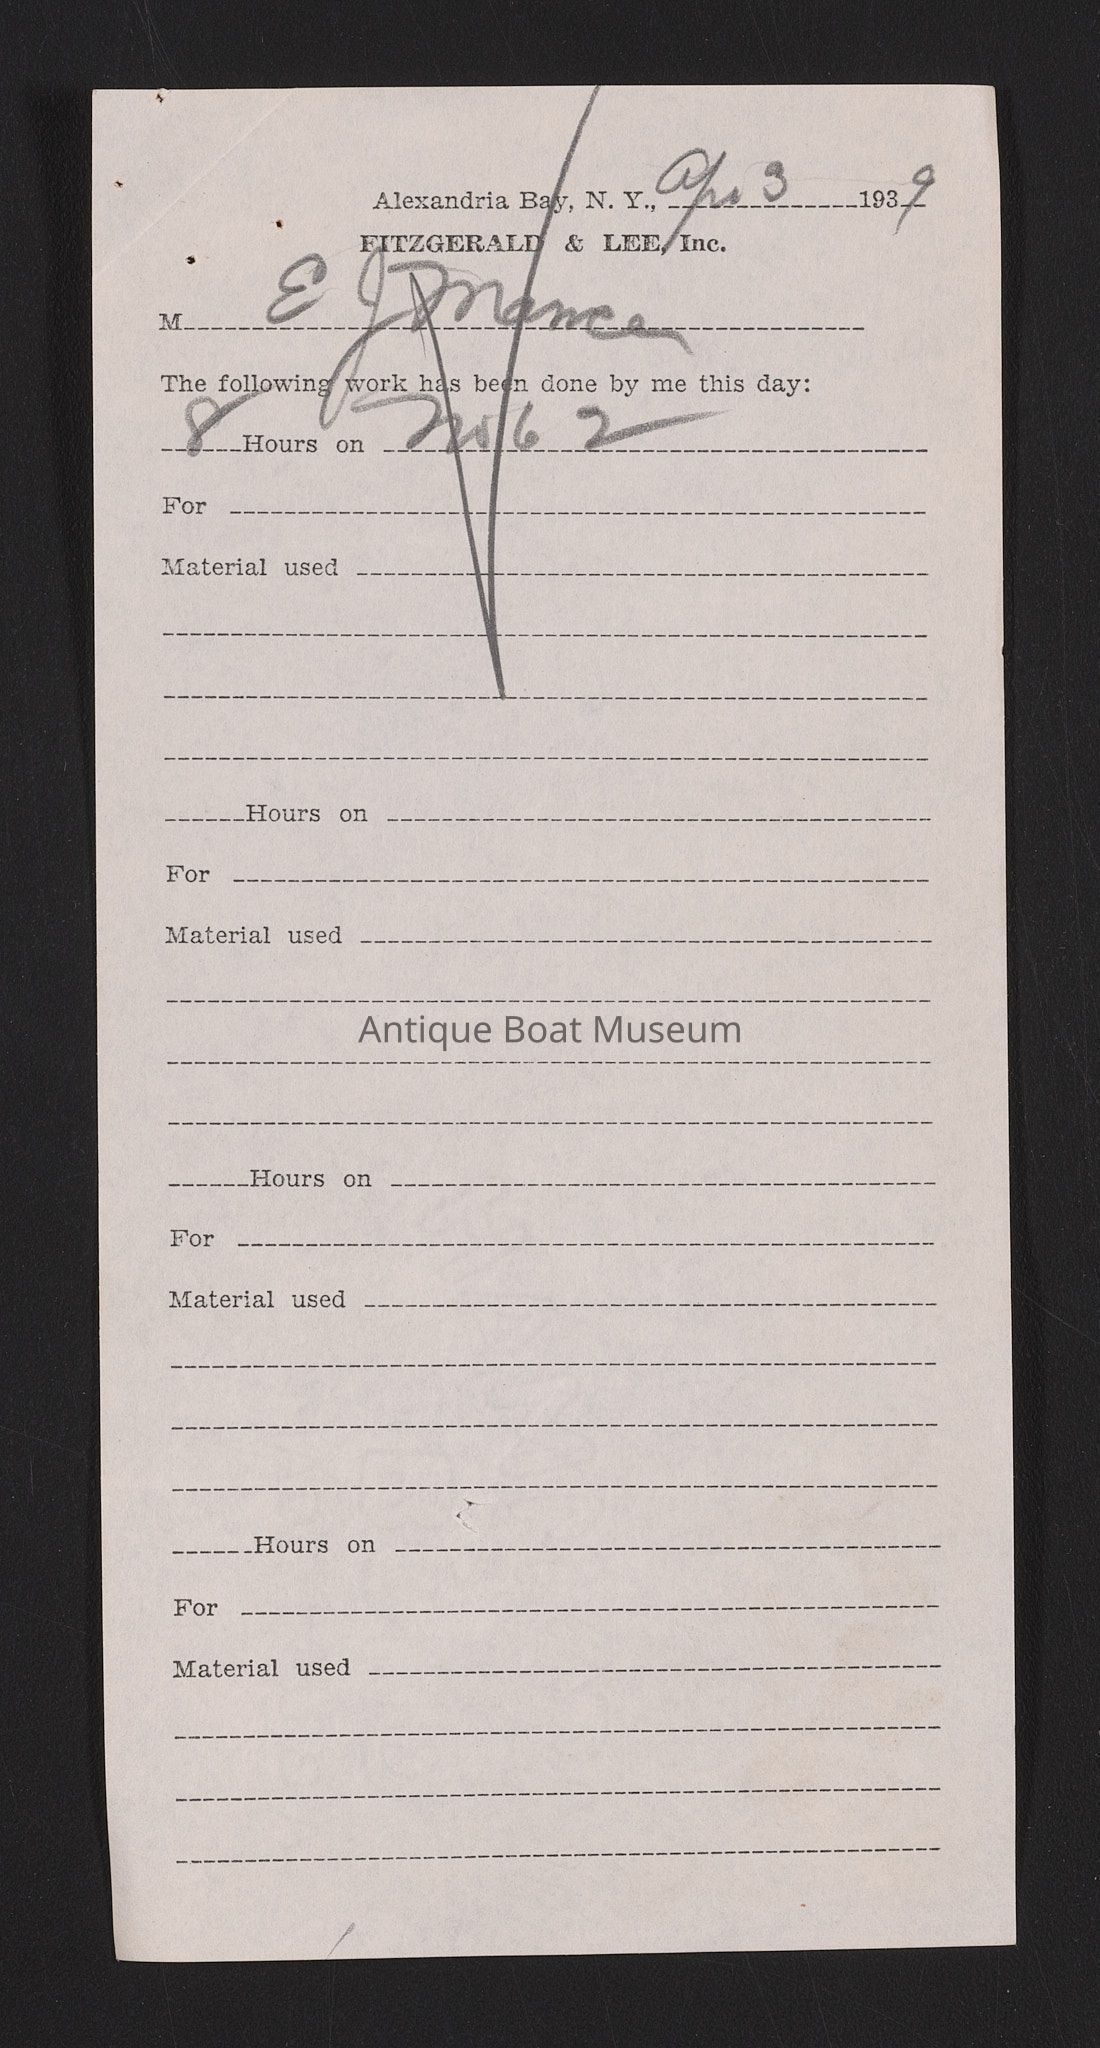 Alexandria Bay, N. Y., Apr 3 1939
FITZGERALD & LEE, Inc.
M E J
The following work has been done by me this day:
8 Hours on No 62
For
Material used
Hours on
For
Material used
Antique Boat Museum
Hours on
For
Material used
Hours on
For
Material used